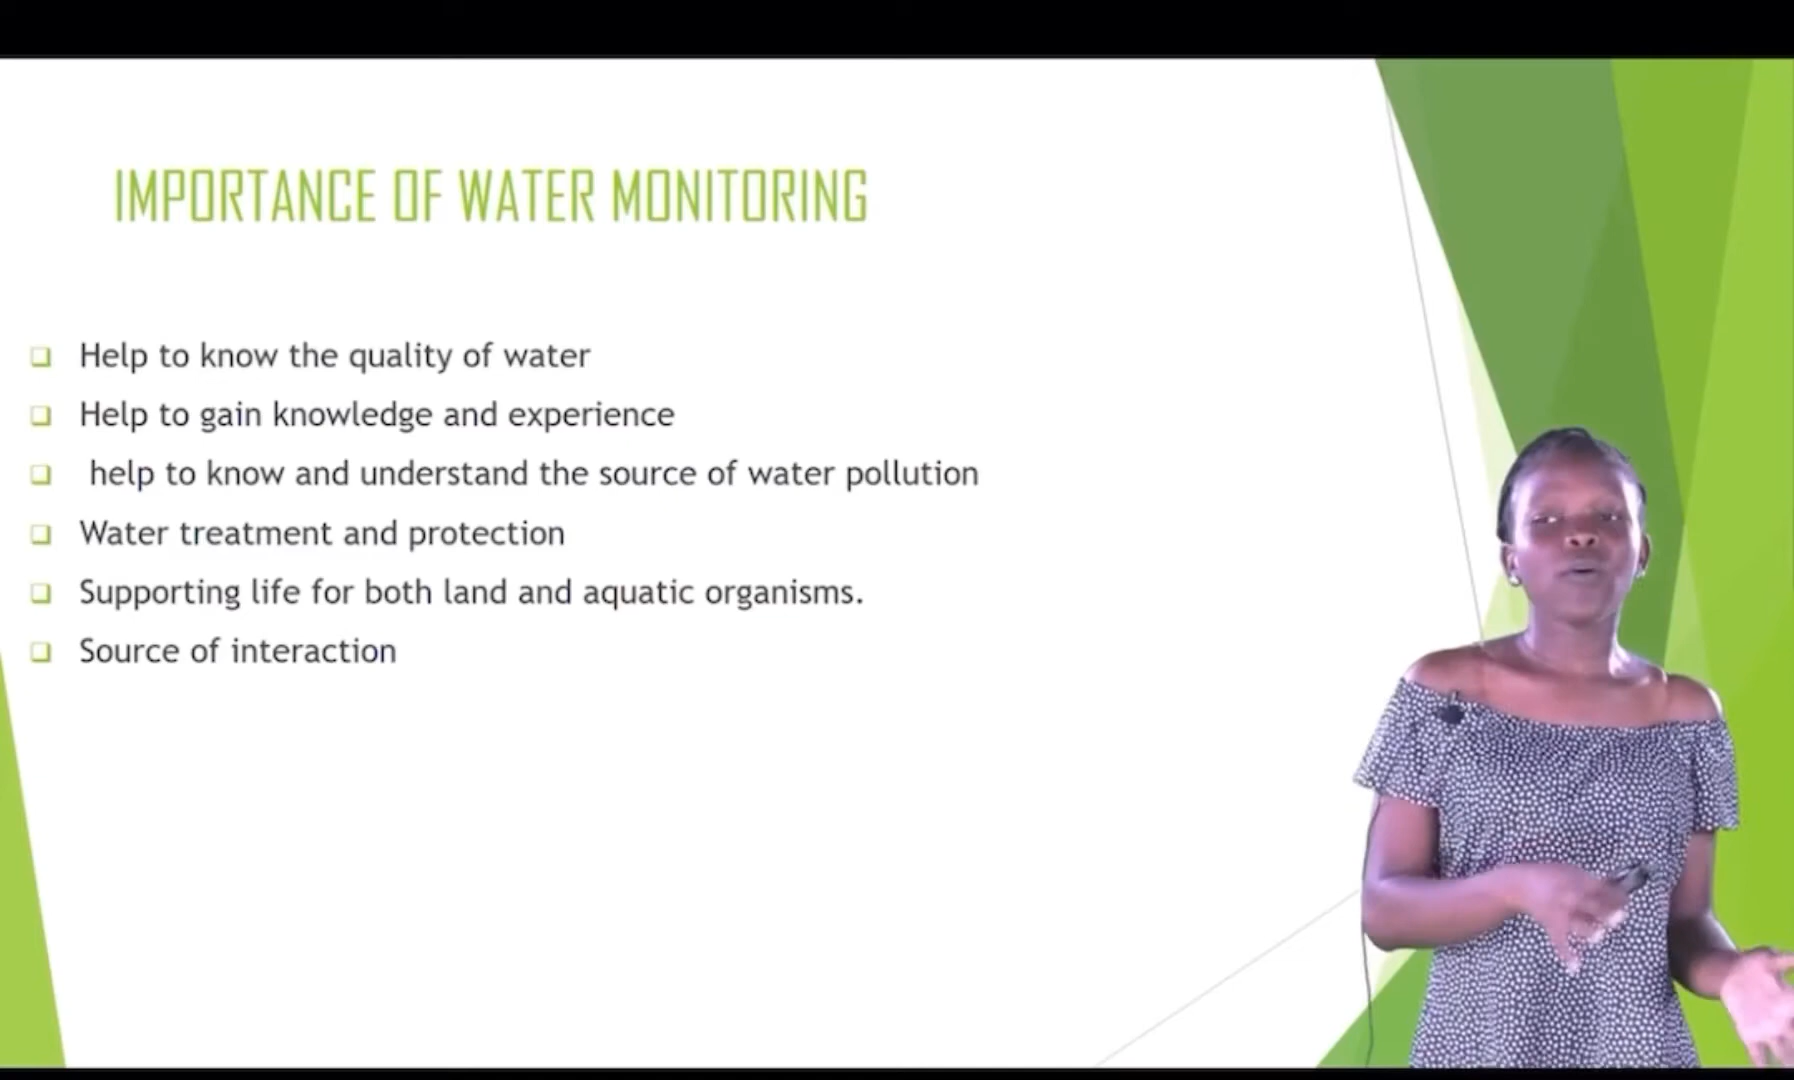 IMPORTANCE OF WATER MONITORING
Help to know the quality of water
Help to gain knowledge and experience
help to know and understand the source of water pollution
Water treatment and protection
Supporting life for both land and aquatic organisms.
Source of interaction